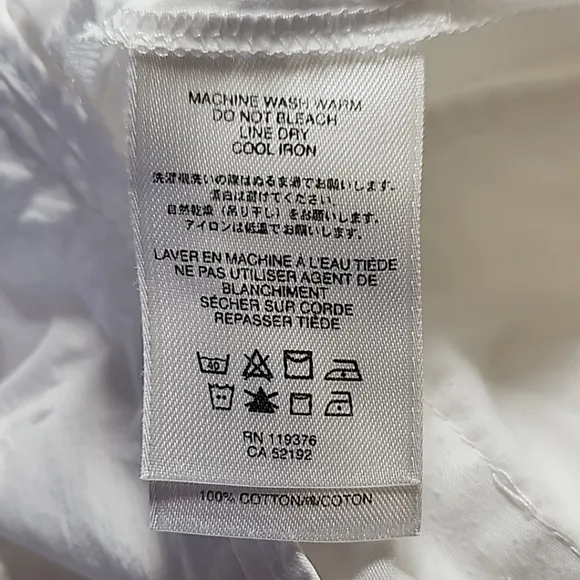 MACHINE WASH WARM
DO NOT BLEACH
LINE DRY
COOL IRON
洗濯機洗いの際はぬるま湯でお願いします。
漂白は避けてください。
自然乾燥(吊り干し)をお願いします。
アイロンは低温でお願いします。
LAVER EN MACHINE À L'EAU TIÈDE
NE PAS UTILISER AGENT DE
BLANCHIMENT
SÉCHER SUR CORDE
REPASSER TIÈDE
40
RN 119376
CA 52192
100% COTTON/綿/COTON